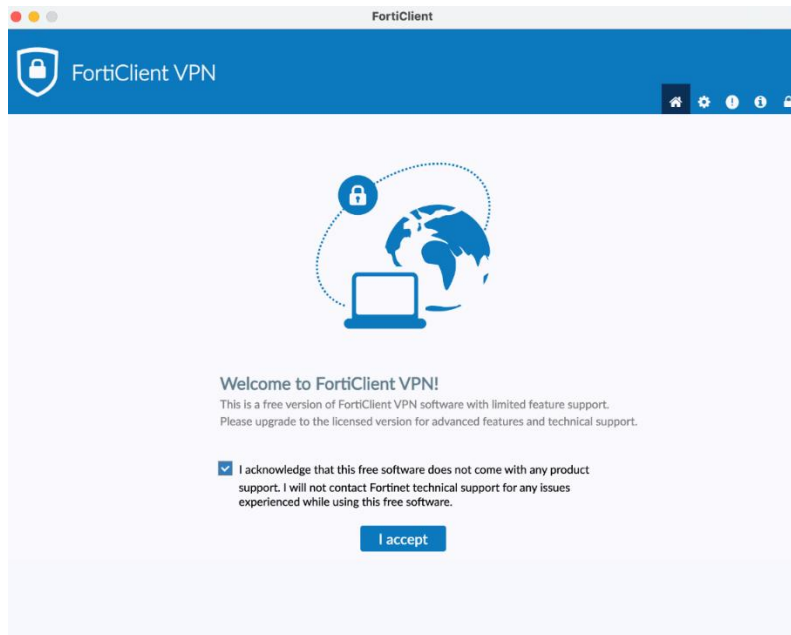 FortiClient
FortiClient VPN
Welcome to FortiClient VPN!
This is a free version of FortiClient VPN software with limited feature support.
Please upgrade to the licensed version for advanced features and technical support.
I acknowledge that this free software does not come with any product
support. I will not contact Fortinet technical support for any issues
experienced while using this free software.
I accept